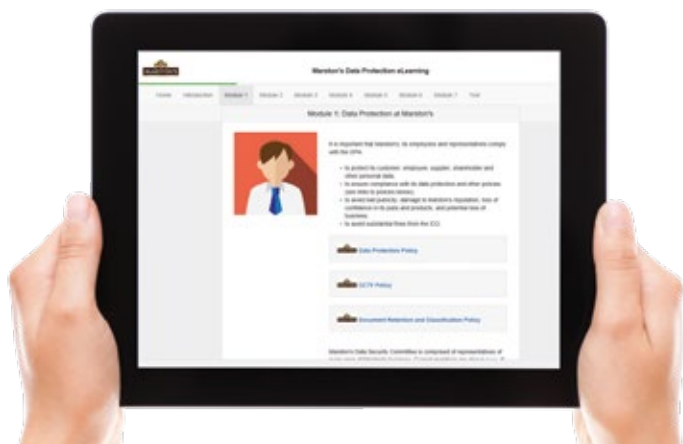 MARSTON'S
Marston's Data Protection eLearning
Home Introduction Module 1 Module 2 Module 3 Module 4 Module 5 Module 6 Module 7 Test
Module 1: Data Protection at Marston's
It is important that Marston's, its employees and representatives comply
with the DPA:
to protect its customer, employee, supplier, shareholder and
other personal data;
to ensure compliance with its data protection and other policies
(see links to policies below);
to avoid bad publicity, damage to Marston's reputation, loss of
confidence in its pubs and products, and potential loss of
business;
to avoid substantial fines from the ICO.
Data Protection Policy
CCTV Policy
Document Retention and Classification Policy
Marston's Data Security Committee is comprised of representatives of